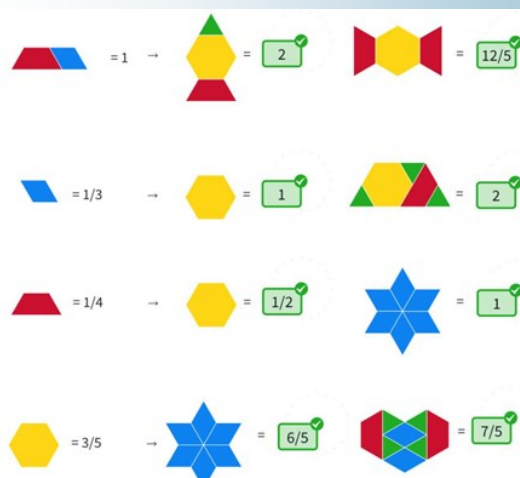 = 1 → = 2 = 12/5
= 1/3 → = 1 = 2
= 1/4 → = 1/2 = 1
= 3/5 → = 6/5 = 7/5